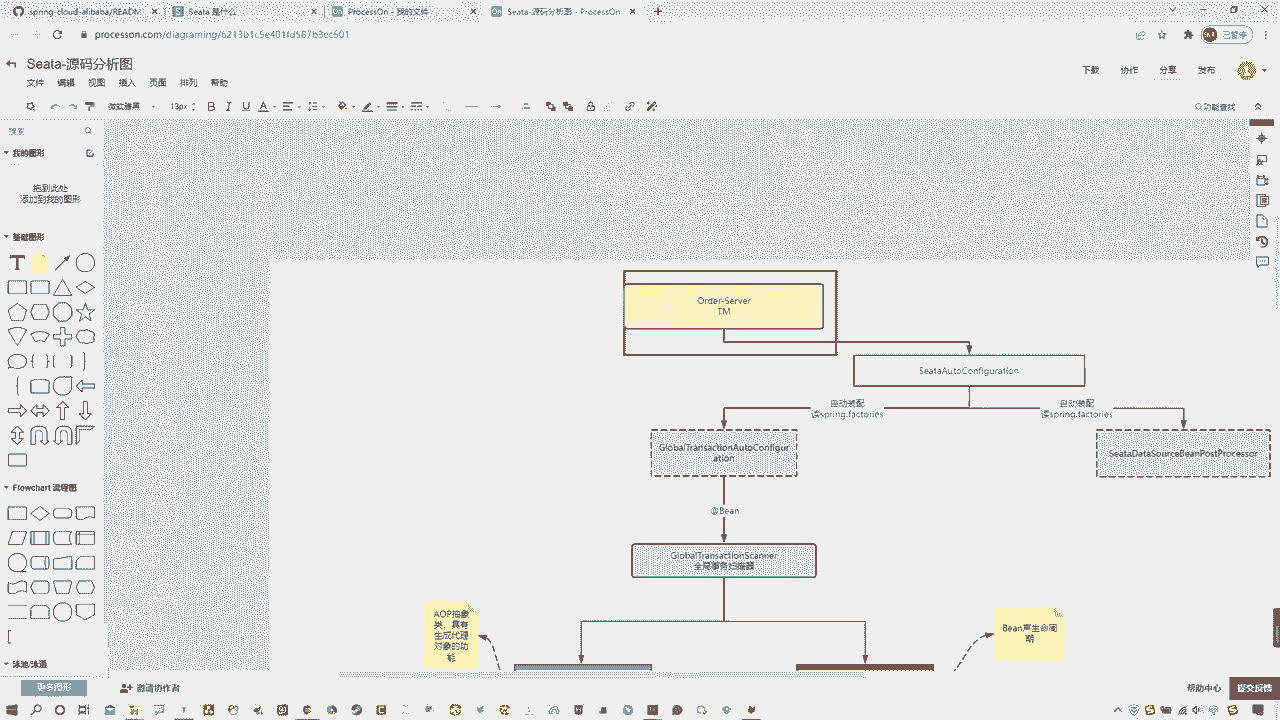 spring-cloud-alibaba/READM
Seata 是什么
ProcessOn - 我的文件
Seata-源码分析图 - ProcessOn
已暂停
Seata-源码分析图
文件 编辑 视图 插入 页面 排列 帮助
下载 协作 分享 发布
微软雅黑 13px
功能查找
搜索
我的图形
拖到此处
添加到我的图形
基础图形
Flowchart 流程图
泳池/泳道
更多图形
邀请协作者
帮助中心
提交反馈
Order-Server
TM
SeataAutoConfiguration
自动装配
读spring.factories
自动装配
读spring.factories
GlobalTransactionAutoConfigur
ation
SeataDataSourceBeanPostProcessor
@Bean
GlobalTransactionScanner
全局事务扫描器
AOP抽象
类，具有
生成代理
对象的功
能
Bean声生命周
期